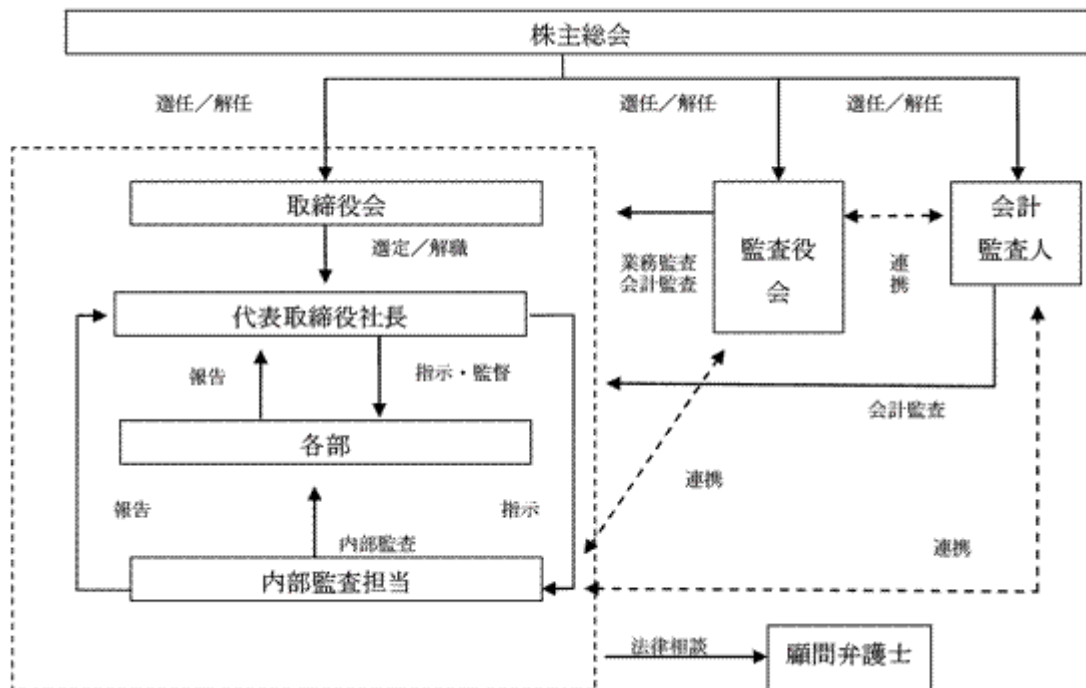 株主総会
選任/解任
選任/解任
選任/解任
取締役会
選定/解職
代表取締役社長
報告
指示・監督
各部
報告
指示
内部監査
内部監査担当
業務監査
会計監査
監査役
会
連
携
会計
監査人
会計監査
連携
連携
法律相談
顧問弁護士